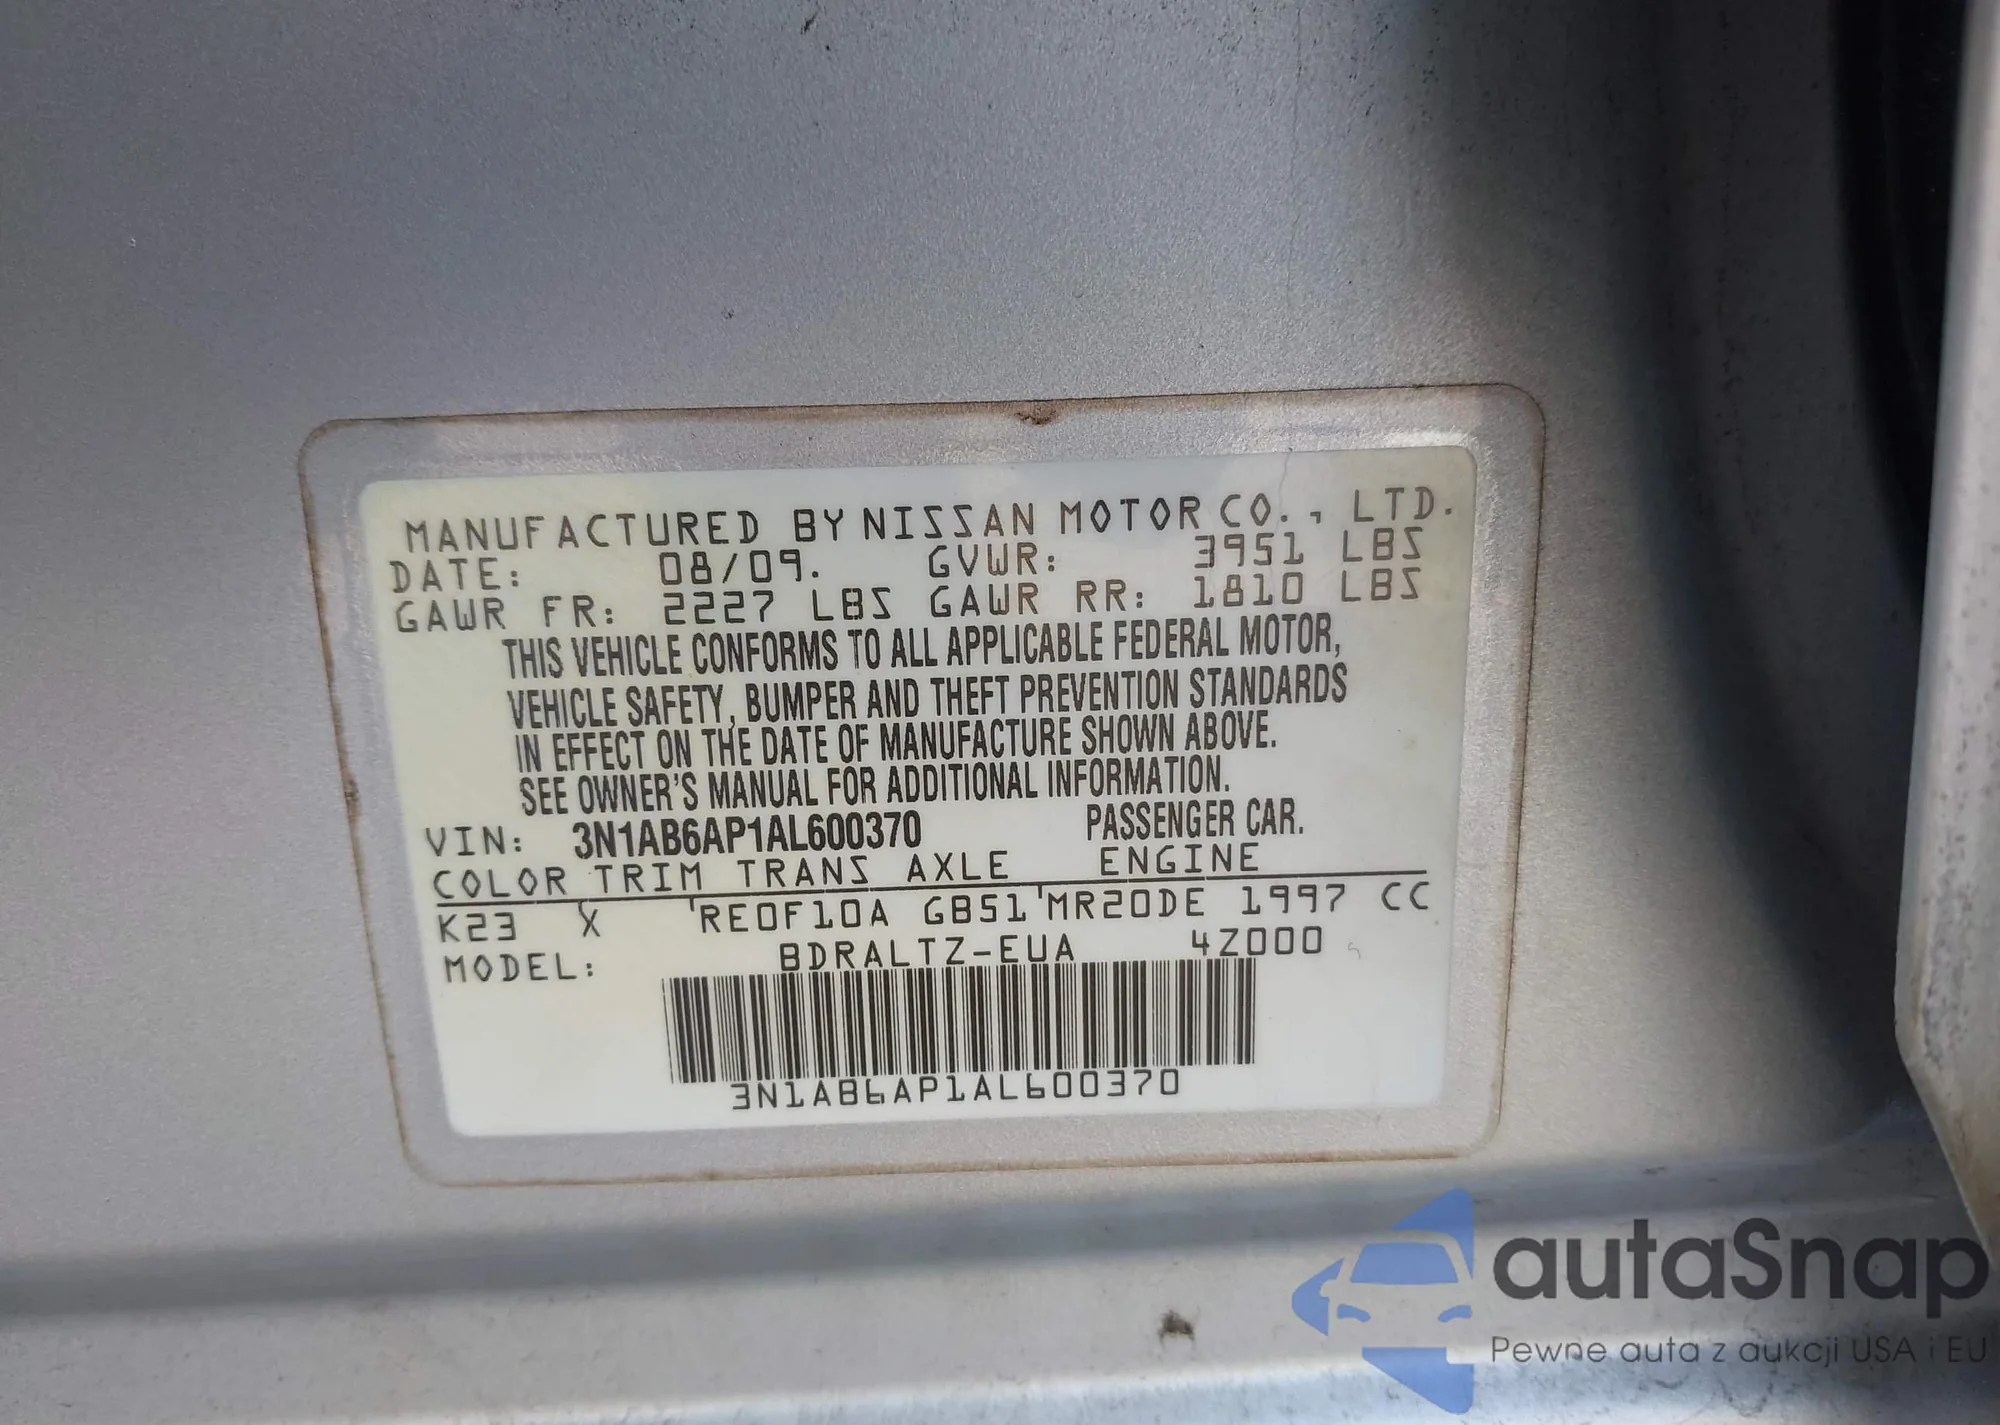 MANUFACTURED BY NISSAN MOTOR CO., LTD.
DATE: 08/09. GVWR: 3951 LBS
GAWR FR: 2227 LBS GAWR RR: 1810 LBS
THIS VEHICLE CONFORMS TO ALL APPLICABLE FEDERAL MOTOR,
VEHICLE SAFETY, BUMPER AND THEFT PREVENTION STANDARDS
IN EFFECT ON THE DATE OF MANUFACTURE SHOWN ABOVE.
SEE OWNER'S MANUAL FOR ADDITIONAL INFORMATION.
VIN: 3N1AB6AP1AL600370 PASSENGER CAR.
COLOR TRIM TRANS AXLE ENGINE
K23 X RE0F10A GB51 MR20DE 1997 CC
MODEL: BDRALTZ-EUA 4Z000
3N1AB6AP1AL600370
autaSnap
Pewne auta z aukcji USA i EU